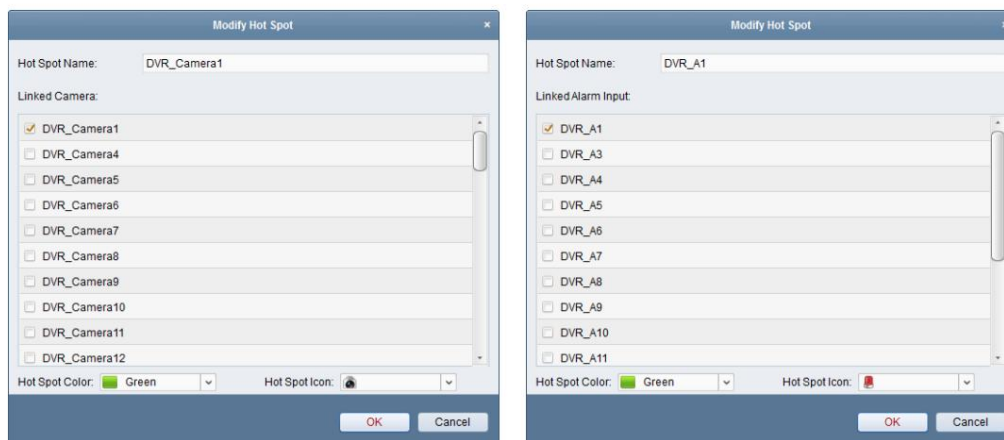 Modify Hot Spot
Hot Spot Name: DVR_Camera1
Linked Camera:
DVR_Camera1
DVR_Camera4
DVR_Camera5
DVR_Camera6
DVR_Camera7
DVR_Camera8
DVR_Camera9
DVR_Camera10
DVR_Camera11
DVR_Camera12
Hot Spot Color: Green Hot Spot Icon:
OK Cancel
Modify Hot Spot
Hot Spot Name: DVR_A1
Linked Alarm Input:
DVR_A1
DVR_A3
DVR_A4
DVR_A5
DVR_A6
DVR_A7
DVR_A8
DVR_A9
DVR_A10
DVR_A11
Hot Spot Color: Green Hot Spot Icon:
OK Cancel